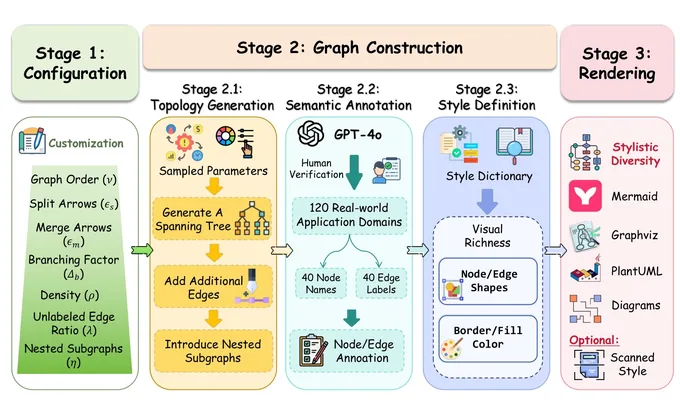 Stage 1:
Configuration
Stage 2: Graph Construction
Stage 3:
Rendering
Stage 2.1:
Topology Generation
Stage 2.2:
Semantic Annotation
Stage 2.3:
Style Definition
Customization
Graph Order (ν)
Split Arrows (ϵₛ)
Merge Arrows
(ϵₘ)
Branching Factor
(Δ_b)
Density (ρ)
Unlabeled Edge
Ratio (λ)
Nested Subgraphs
(η)
Sampled Parameters
Generate A
Spanning Tree
Add Additional
Edges
Introduce Nested
Subgraphs
GPT-4o
Human
Verification
120 Real-world
Application Domains
40 Node
Names
40 Edge
Labels
Node/Edge
Annoation
Style Dictionary
Visual
Richness
Node/Edge
Shapes
Border/Fill
Color
Stylistic
Diversity
Mermaid
Graphviz
PlantUML
Diagrams
Optional:
Scanned
Style